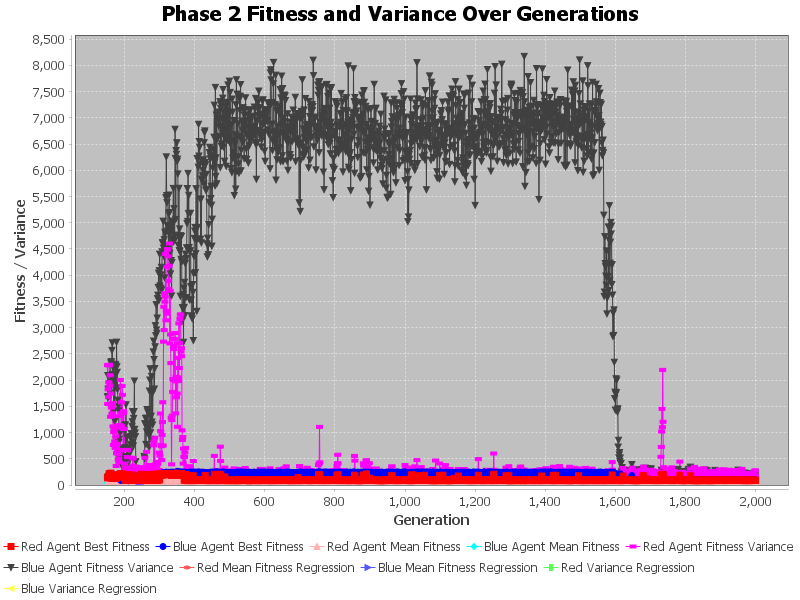 Phase 2 Fitness and Variance Over Generations
8,500
8,000
7,500
7,000
6,500
6,000
5,500
5,000
4,500
4,000
3,500
3,000
2,500
2,000
1,500
1,000
500
0
Fitness / Variance
200 400 600 800 1,000 1,200 1,400 1,600 1,800 2,000
Generation
Red Agent Best Fitness Blue Agent Best Fitness Red Agent Mean Fitness Blue Agent Mean Fitness Red Agent Fitness Variance
Blue Agent Fitness Variance Red Mean Fitness Regression Blue Mean Fitness Regression Red Variance Regression
Blue Variance Regression